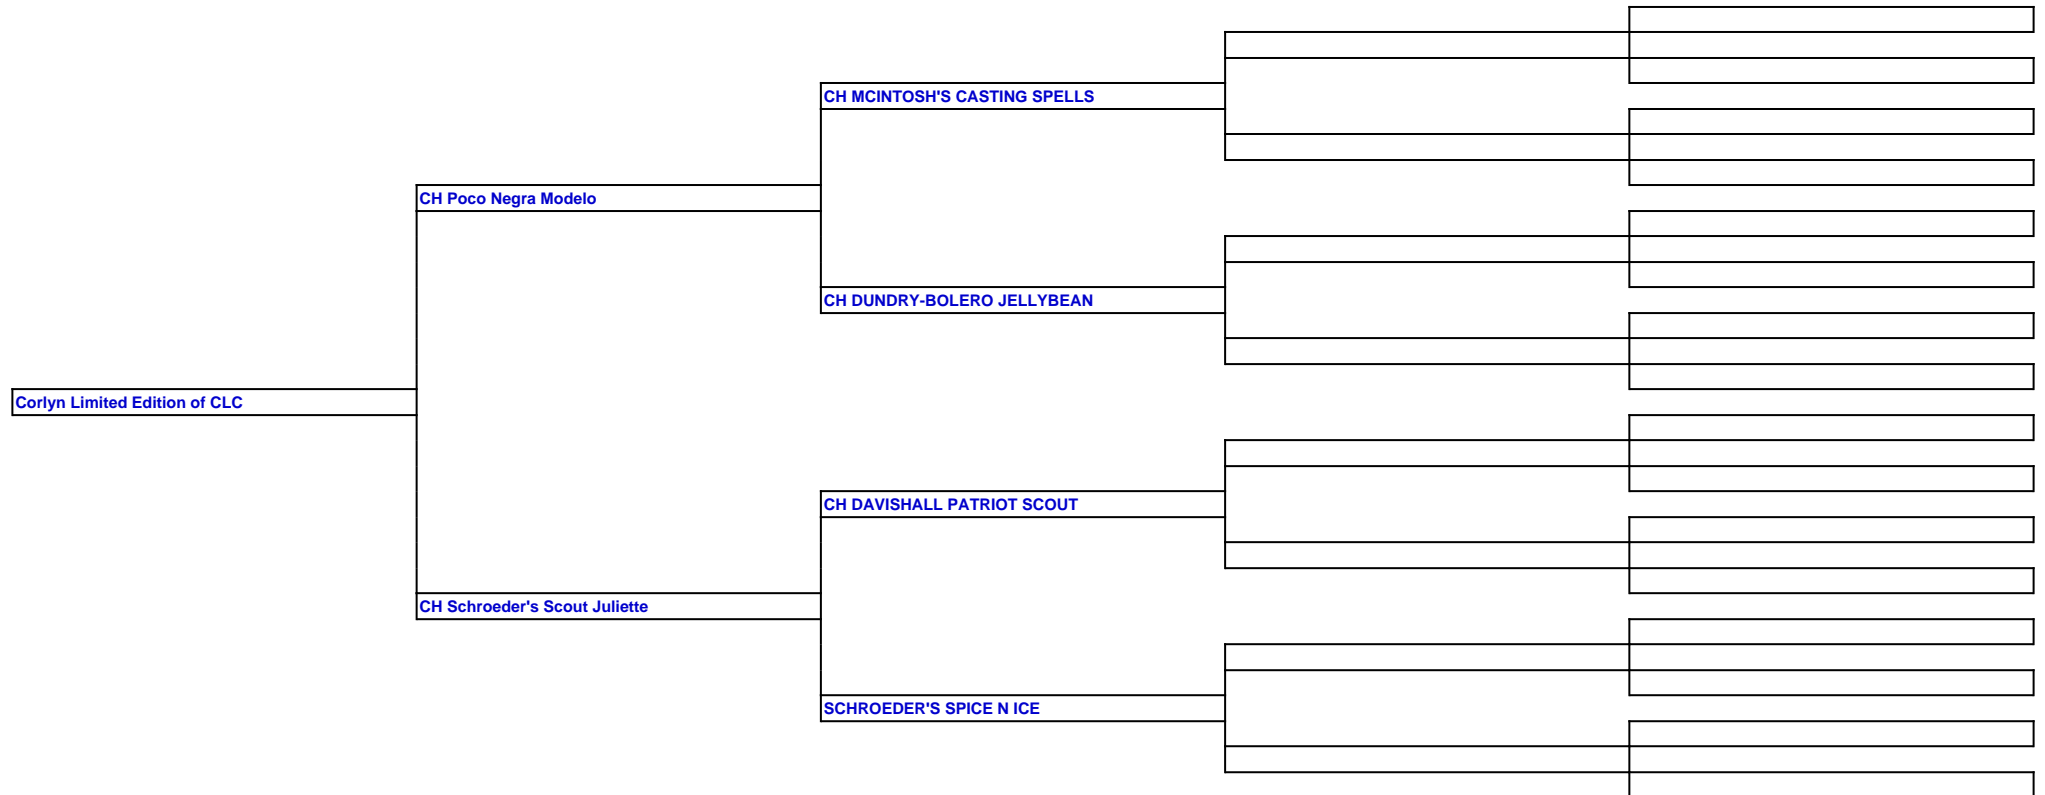 CH MCINTOSH'S CASTING SPELLS
CH Poco Negra Modelo
CH DUNDRY-BOLERO JELLYBEAN
Corlyn Limited Edition of CLC
CH DAVISHALL PATRIOT SCOUT
CH Schroeder's Scout Juliette
SCHROEDER'S SPICE N ICE